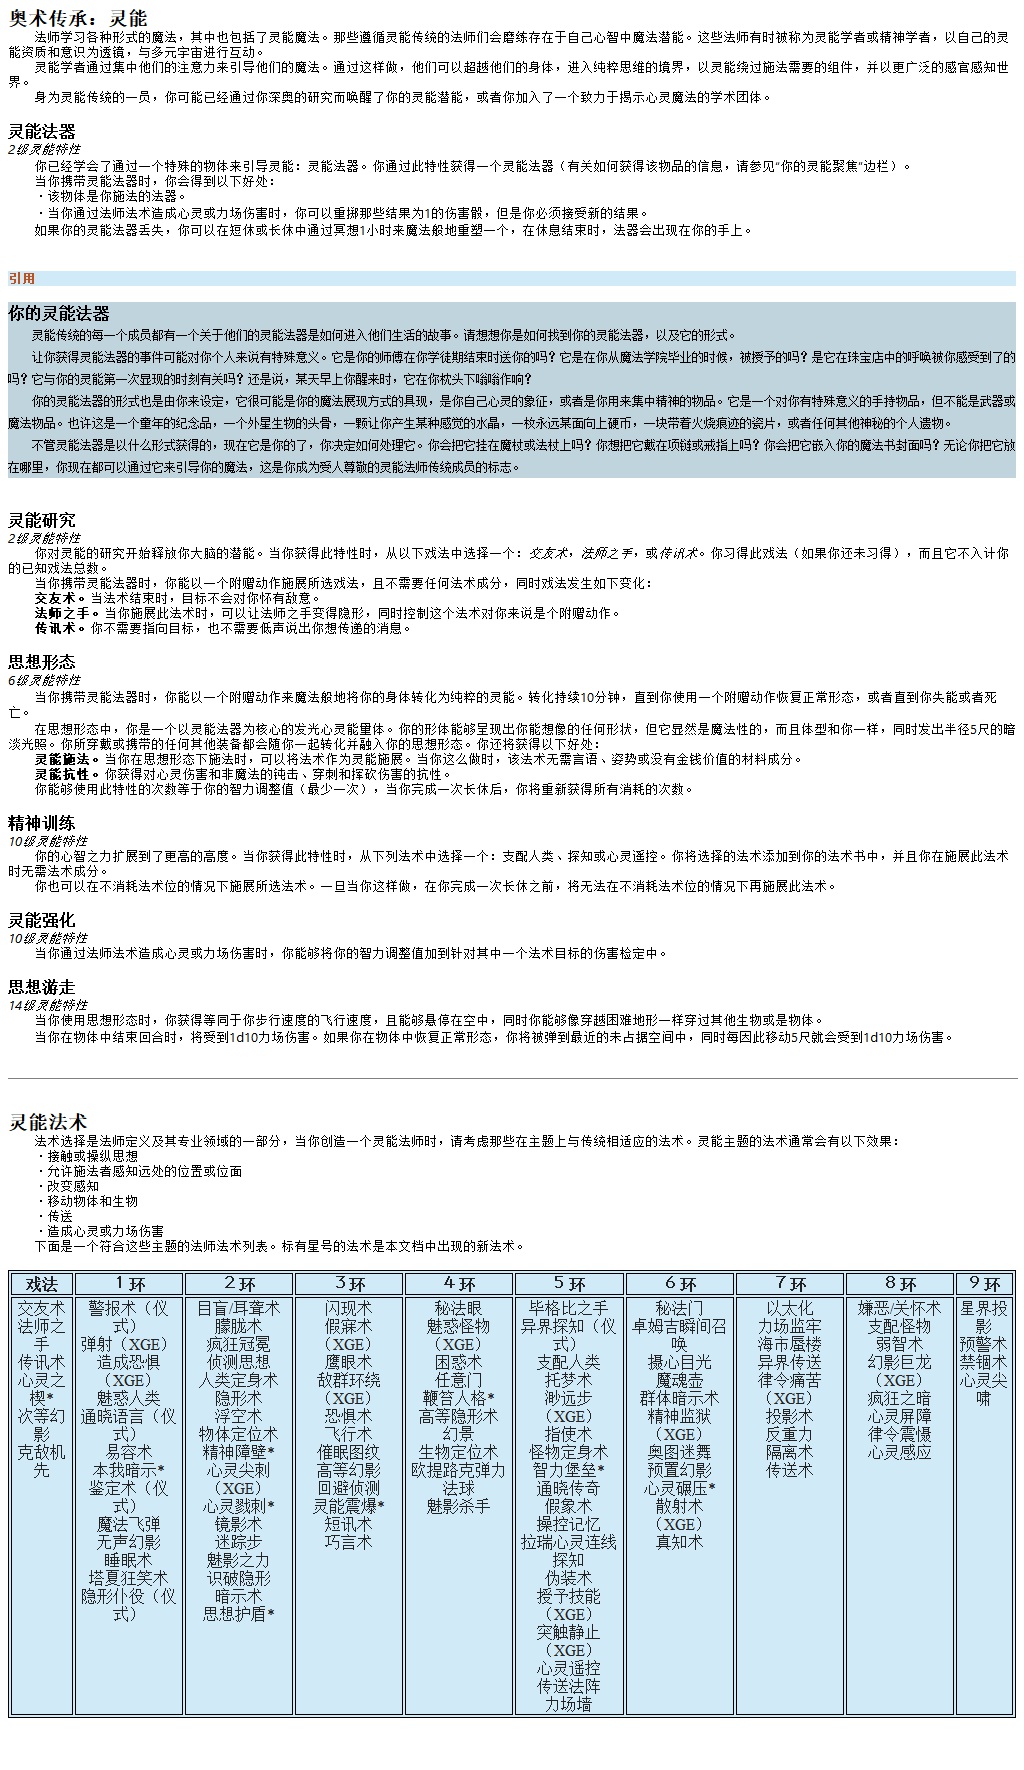 奥术传承：灵能
法师学习各种形式的魔法，其中也包括了灵能魔法。那些遵循灵能传统的法师们会磨练存在于自己心智中魔法潜能。这些法师有时被称为灵能学者或精神学者，以自己的灵
能资质和意识为透镜，与多元宇宙进行互动。
灵能学者通过集中他们的注意力来引导他们的魔法。通过这样做，他们可以超越他们的身体，进入纯粹思维的境界，以灵能绕过施法需要的组件，并以更广泛的感官感知世
界。
身为灵能传统的一员，你可能已经通过你深奥的研究而唤醒了你的灵能潜能，或者你加入了一个致力于揭示心灵魔法的学术团体。
灵能法器
2级灵能特性
你已经学会了通过一个特殊的物体来引导灵能：灵能法器。你通过此特性获得一个灵能法器（有关如何获得该物品的信息，请参见“你的灵能聚焦”边栏）。
当你携带灵能法器时，你会得到以下好处：
·该物体是你施法的法器。
·当你通过法师法术造成心灵或力场伤害时，你可以重掷那些结果为1的伤害骰，但是你必须接受新的结果。
如果你的灵能法器丢失，你可以在短休或长休中通过冥想1小时来魔法般地重塑一个，在休息结束时，法器会出现在你的手上。
引用
你的灵能法器
灵能传统的每一个成员都有一个关于他们的灵能法器是如何进入他们生活的故事。请想想你是如何找到你的灵能法器，以及它的形式。
让你获得灵能法器的事件可能对你个人来说有特殊意义。它是你的师傅在你学徒期结束时送你的吗？它是在你从魔法学院毕业的时候，被授予的吗？是它在珠宝店中的呼唤被你感受到了的
吗？它与你的灵能第一次显现的时刻有关吗？还是说，某天早上你醒来时，它在你枕头下嗡嗡作响？
你的灵能法器的形式也是由你来设定，它很可能是你的魔法展现方式的具现，是你自己心灵的象征，或者是你用来集中精神的物品。它是一个对你有特殊意义的手持物品，但不能是武器或
魔法物品。也许这是一个童年的纪念品，一个外星生物的头骨，一颗让你产生某种感觉的水晶，一枚永远某面向上硬币，一块带着火烧痕迹的瓷片，或者任何其他神秘的个人遗物。
不管灵能法器是以什么形式获得的，现在它是你的了，你决定如何处理它。你会把它挂在魔杖或法杖上吗？你想把它戴在项链或戒指上吗？你会把它嵌入你的魔法书封面吗？无论你把它放
在哪里，你现在都可以通过它来引导你的魔法，这是你成为受人尊敬的灵能法师传统成员的标志。
灵能研究
2级灵能特性
你对灵能的研究开始释放你大脑的潜能。当你获得此特性时，从以下戏法中选择一个：交友术，法师之手，或传讯术。你习得此戏法（如果你还未习得），而且它不入计你
的已知戏法总数。
当你携带灵能法器时，你能以一个附赠动作施展所选戏法，且不需要任何法术成分，同时戏法发生如下变化：
交友术。当法术结束时，目标不会对你怀有敌意。
法师之手。当你施展此法术时，可以让法师之手变得隐形，同时控制这个法术对你来说是个附赠动作。
传讯术。你不需要指向目标，也不需要低声说出你想传递的消息。
思想形态
6级灵能特性
当你携带灵能法器时，你能以一个附赠动作来魔法般地将你的身体转化为纯粹的灵能。转化持续10分钟，直到你使用一个附赠动作恢复正常形态，或者直到你失能或者死
亡。
在思想形态中，你是一个以灵能法器为核心的发光心灵能量体。你的形体能够呈现出你能想像的任何形状，但它显然是魔法性的，而且体型和你一样，同时发出半径5尺的暗
淡光照。你所穿戴或携带的任何其他装备都会随你一起转化并融入你的思想形态。你还将获得以下好处：
灵能施法。当你在思想形态下施法时，可以将法术作为灵能施展。当你这么做时，该法术无需言语、姿势或没有金钱价值的材料成分。
灵能抗性。你获得对心灵伤害和非魔法的钝击、穿刺和挥砍伤害的抗性。
你能够使用此特性的次数等于你的智力调整值（最少一次），当你完成一次长休后，你将重新获得所有消耗的次数。
精神训练
10级灵能特性
你的心智之力扩展到了更高的高度。当你获得此特性时，从下列法术中选择一个：支配人类、探知或心灵遥控。你将选择的法术添加到你的法术书中，并且你在施展此法术
时无需法术成分。
你也可以在不消耗法术位的情况下施展所选法术。一旦当你这样做，在你完成一次长休之前，将无法在不消耗法术位的情况下再施展此法术。
灵能强化
10级灵能特性
当你通过法师法术造成心灵或力场伤害时，你能够将你的智力调整值加到针对其中一个法术目标的伤害检定中。
思想游走
14级灵能特性
当你使用思想形态时，你获得等同于你步行速度的飞行速度，且能够悬停在空中，同时你能够像穿越困难地形一样穿过其他生物或是物体。
当你在物体中结束回合时，将受到1d10力场伤害。如果你在物体中恢复正常形态，你将被弹到最近的未占据空间中，同时每因此移动5尺就会受到1d10力场伤害。
灵能法术
法术选择是法师定义及其专业领域的一部分，当你创造一个灵能法师时，请考虑那些在主题上与传统相适应的法术。灵能主题的法术通常会有以下效果：
·接触或操纵思想
·允许施法者感知远处的位置或位面
·改变感知
·移动物体和生物
·传送
·造成心灵或力场伤害
下面是一个符合这些主题的法师法术列表。标有星号的法术是本文档中出现的新法术。
戏法
交友术
法师之
手
传讯术
心灵之
楔*
次等幻
影
克敌机
先
1 环
警报术（仪
式）
弹射（XGE）
造成恐惧
（XGE）
魅惑人类
通晓语言（仪
式）
易容术
本我暗示*
鉴定术（仪
式）
魔法飞弹
无声幻影
睡眠术
塔夏狂笑术
隐形仆役（仪
式）
2 环
目盲/耳聋术
朦胧术
疯狂冠冕
侦测思想
人类定身术
隐形术
浮空术
物体定位术
精神障壁*
心灵尖刺
（XGE）
心灵戮刺*
镜影术
迷踪步
魅影之力
识破隐形
暗示术
思想护盾*
3 环
闪现术
假寐术
（XGE）
鹰眼术
敌群环绕
（XGE）
恐惧术
飞行术
催眠图纹
高等幻影
回避侦测
灵能震爆*
短讯术
巧言术
4 环
秘法眼
魅惑怪物
（XGE）
困惑术
任意门
鞭笞人格*
高等隐形术
幻景
生物定位术
欧提路克弹力
法球
魅影杀手
5 环
毕格比之手
异界探知（仪
式）
支配人类
托梦术
渺远步
（XGE）
指使术
怪物定身术
智力堡垒*
通晓传奇
假象术
操控记忆
拉瑞心灵连线
探知
伪装术
授予技能
（XGE）
突触静止
（XGE）
心灵遥控
传送法阵
力场墙
6 环
秘法门
卓姆吉瞬间召
唤
摄心目光
魔魂壶
群体暗示术
精神监狱
（XGE）
奥图迷舞
预置幻影
心灵碾压*
散射术
（XGE）
真知术
7 环
以太化
力场监牢
海市蜃楼
异界传送
律令痛苦
（XGE）
投影术
反重力
隔离术
传送术
8 环
嫌恶/关怀术
支配怪物
弱智术
幻影巨龙
（XGE）
疯狂之暗
心灵屏障
律令震慑
心灵感应
9 环
星界投
影
预警术
禁锢术
心灵尖
啸